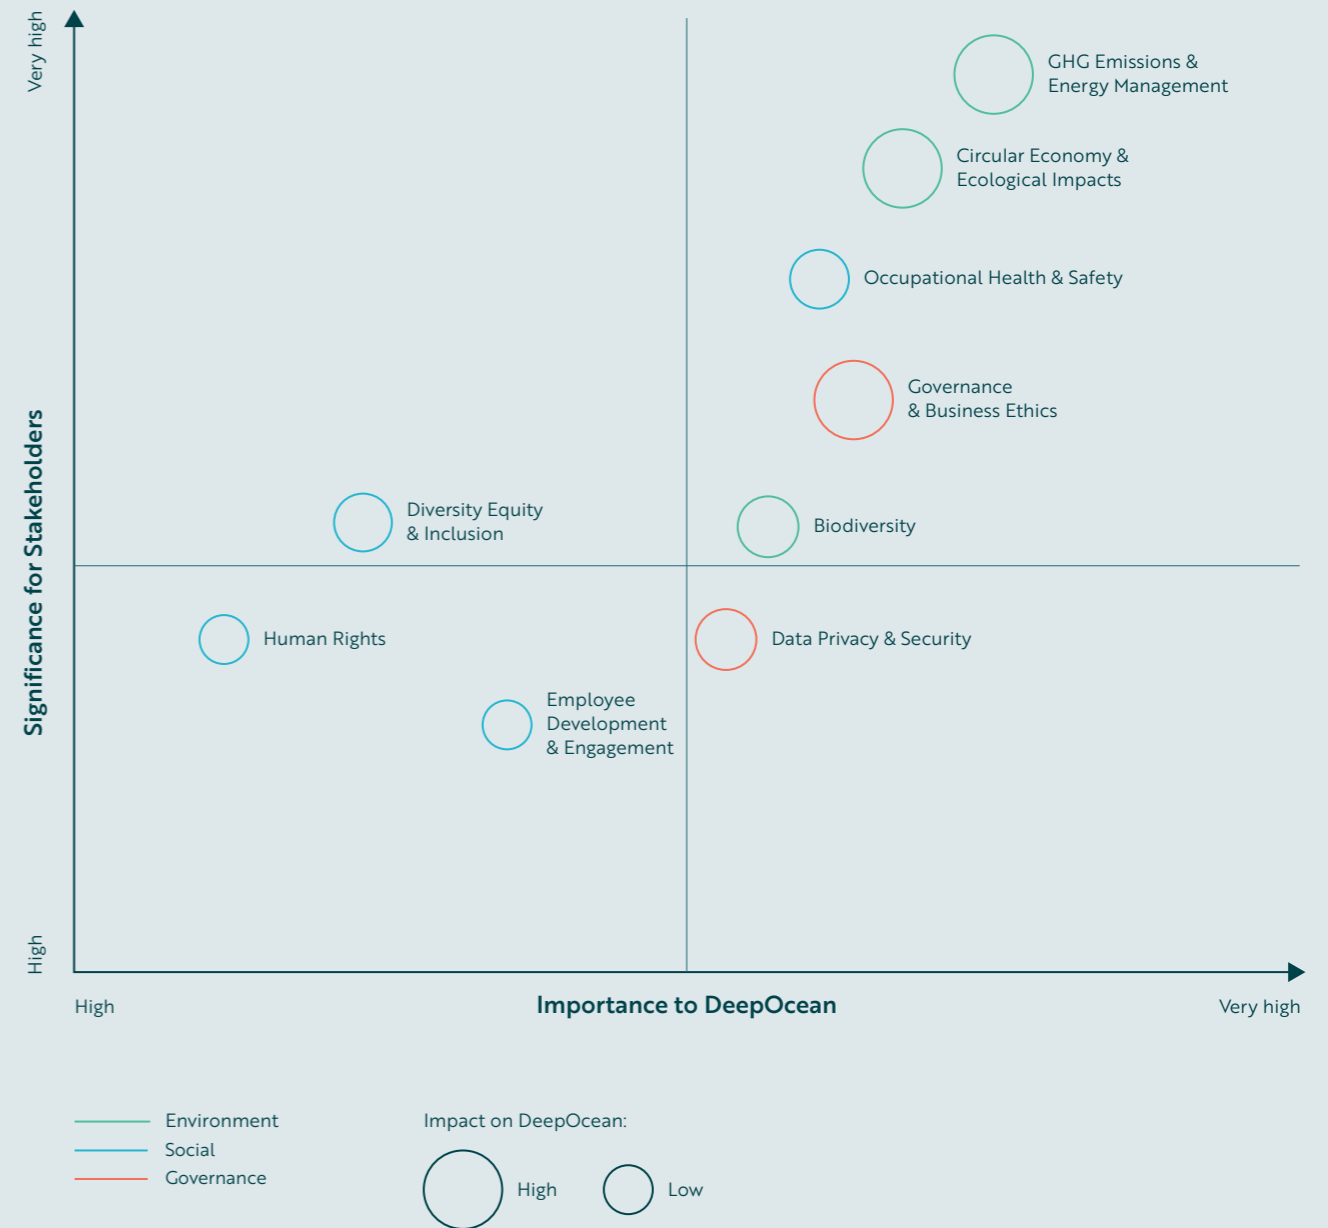 Very high
GHG Emissions &
Energy Management
Circular Economy &
Ecological Impacts
Occupational Health & Safety
Governance
& Business Ethics
Significance for Stakeholders
Diversity Equity
& Inclusion
Biodiversity
Human Rights
Data Privacy & Security
Employee
Development
& Engagement
High
High
Importance to DeepOcean
Very high
Environment
Social
Governance
Impact on DeepOcean:
High
Low